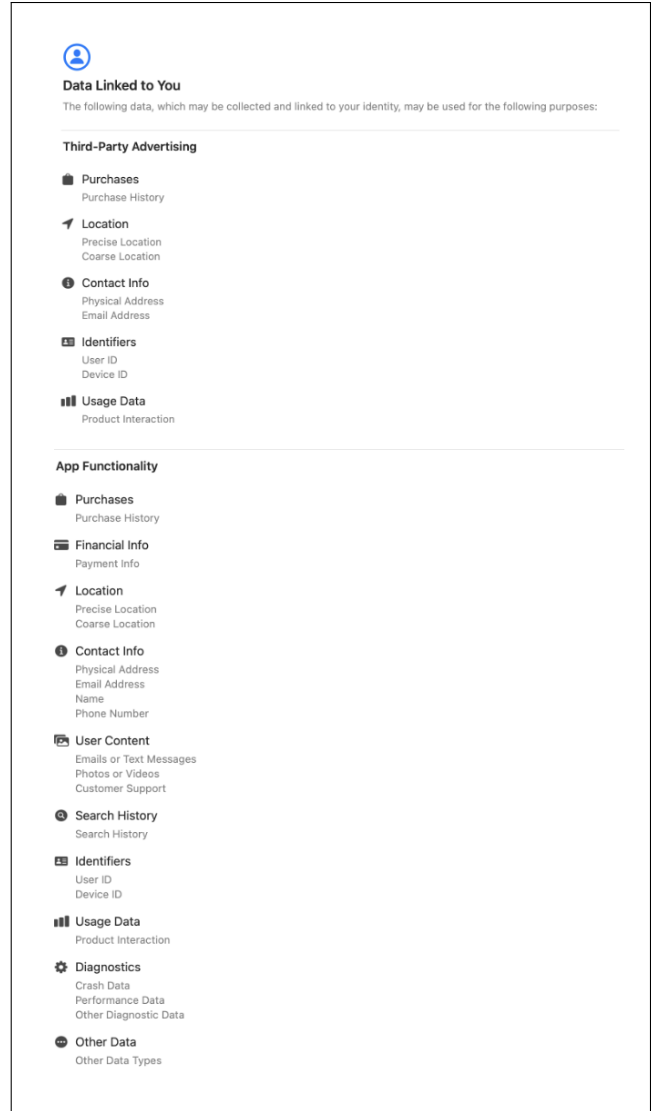 Data Linked to You
The following data, which may be collected and linked to your identity, may be used for the following purposes:
Third-Party Advertising
Purchases
Purchase History
Location
Precise Location
Coarse Location
Contact Info
Physical Address
Email Address
Identifiers
User ID
Device ID
Usage Data
Product Interaction
App Functionality
Purchases
Purchase History
Financial Info
Payment Info
Location
Precise Location
Coarse Location
Contact Info
Physical Address
Email Address
Name
Phone Number
User Content
Emails or Text Messages
Photos or Videos
Customer Support
Search History
Search History
Identifiers
User ID
Device ID
Usage Data
Product Interaction
Diagnostics
Crash Data
Performance Data
Other Diagnostic Data
Other Data
Other Data Types